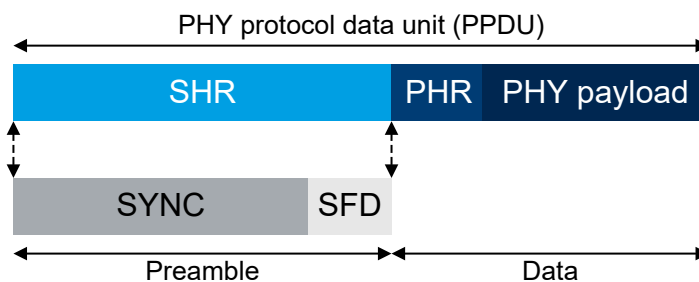 PHY protocol data unit (PPDU)
SHR PHR PHY payload
SYNC SFD
Preamble Data